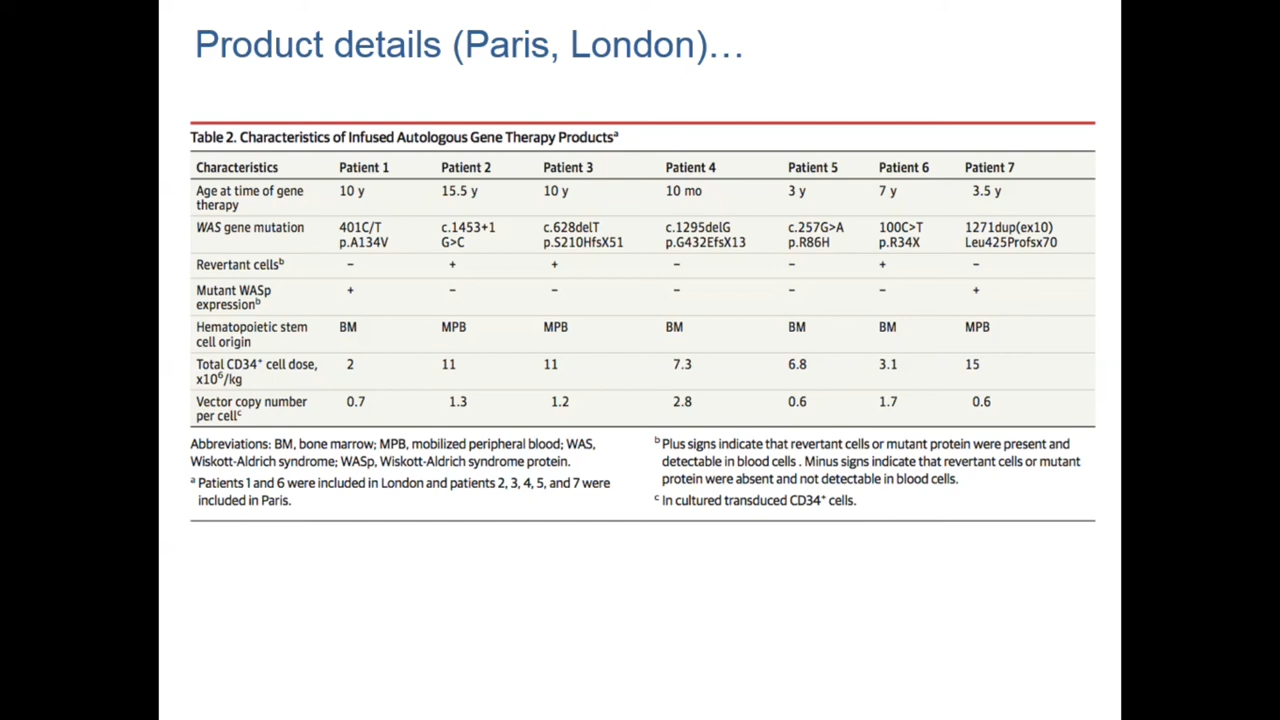 Product details (Paris, London)…
Table 2. Characteristics of Infused Autologous Gene Therapy Productsᵃ
Characteristics Patient 1 Patient 2 Patient 3 Patient 4 Patient 5 Patient 6 Patient 7
Age at time of gene 10 y 15.5 y 10 y 10 mo 3 y 7 y 3.5 y
therapy
WAS gene mutation 401C/T c.1453+1 c.628delT c.1295delG c.257G>A 100C>T 1271dup(ex10)
p.A134V G>C p.S210HfsX51 p.G432EfsX13 p.R86H p.R34X Leu425Profsx70
Revertant cellsᵇ − + + − − + −
Mutant WASp + − − − − − +
expressionᵇ
Hematopoietic stem BM MPB MPB BM BM BM MPB
cell origin
Total CD34⁺ cell dose, 2 11 11 7.3 6.8 3.1 15
x10⁶/kg
Vector copy number 0.7 1.3 1.2 2.8 0.6 1.7 0.6
per cellᶜ
Abbreviations: BM, bone marrow; MPB, mobilized peripheral blood; WAS,
Wiskott-Aldrich syndrome; WASp, Wiskott-Aldrich syndrome protein.
ᵃ Patients 1 and 6 were included in London and patients 2, 3, 4, 5, and 7 were
included in Paris.
ᵇ Plus signs indicate that revertant cells or mutant protein were present and
detectable in blood cells . Minus signs indicate that revertant cells or mutant
protein were absent and not detectable in blood cells.
ᶜ In cultured transduced CD34⁺ cells.